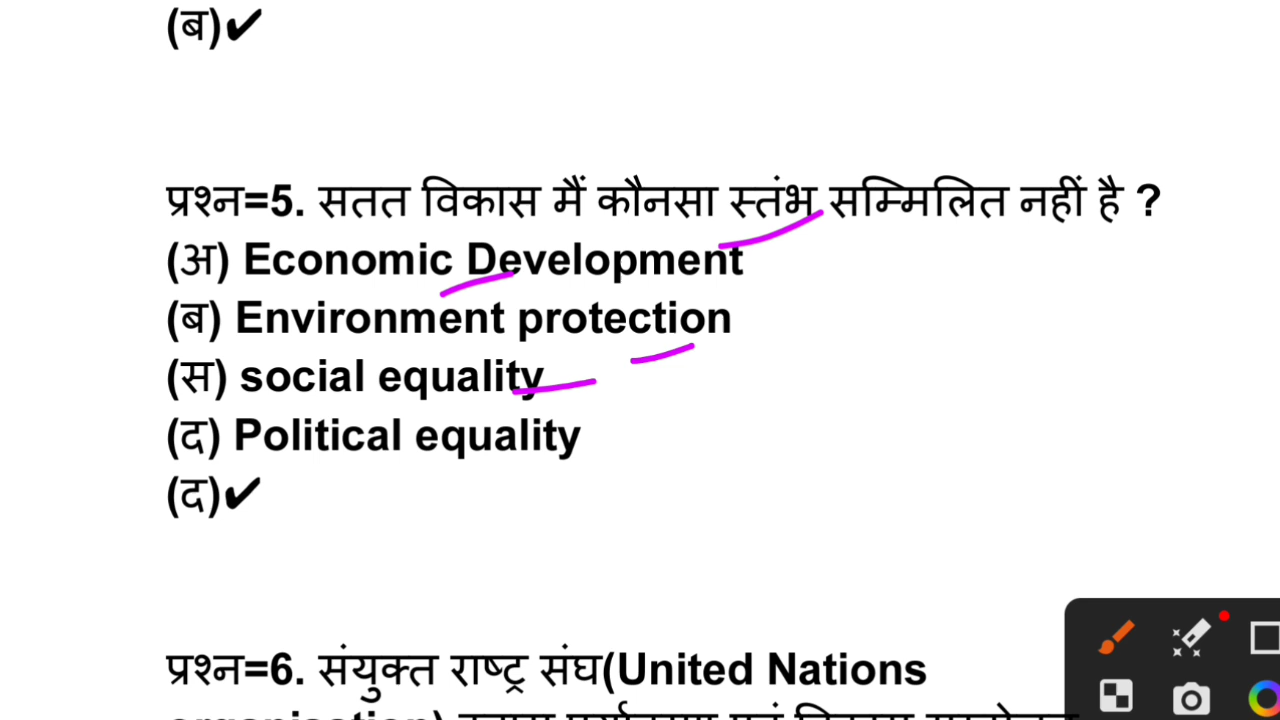 (ब)✔
प्रश्न=5. सतत विकास मैं कौनसा स्तंभ सम्मिलित नहीं है ?
(अ) Economic Development
(ब) Environment protection
(स) social equality
(द) Political equality
(द)✔
प्रश्न=6. संयुक्त राष्ट्र संघ(United Nations